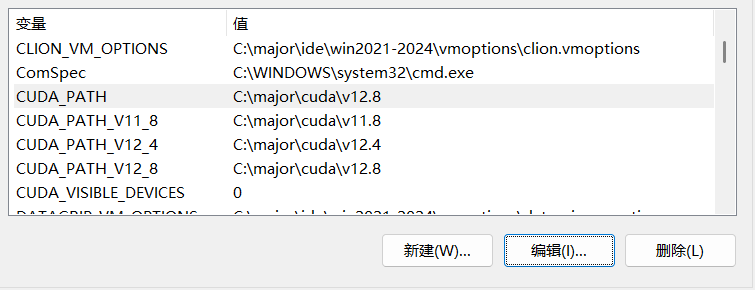 变量 值
CLION_VM_OPTIONS C:\major\ide\win2021-2024\vmoptions\clion.vmoptions
ComSpec C:\WINDOWS\system32\cmd.exe
CUDA_PATH C:\major\cuda\v12.8
CUDA_PATH_V11_8 C:\major\cuda\v11.8
CUDA_PATH_V12_4 C:\major\cuda\v12.4
CUDA_PATH_V12_8 C:\major\cuda\v12.8
CUDA_VISIBLE_DEVICES 0
新建(W)... 编辑(I)... 删除(L)